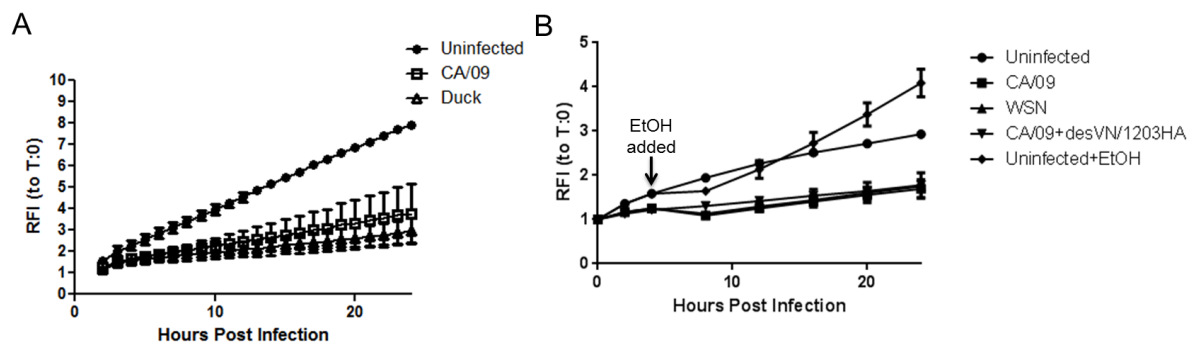 A
Uninfected
CA/09
Duck
10
9
8
7
6
5
4
3
2
1
0
RFI (to T:0)
0
10
20
Hours Post Infection
B
Uninfected
CA/09
WSN
CA/09+desVN/1203HA
Uninfected+EtOH
EtOH
added
5
4
3
2
1
0
RFI (to T:0)
0
10
20
Hours Post Infection